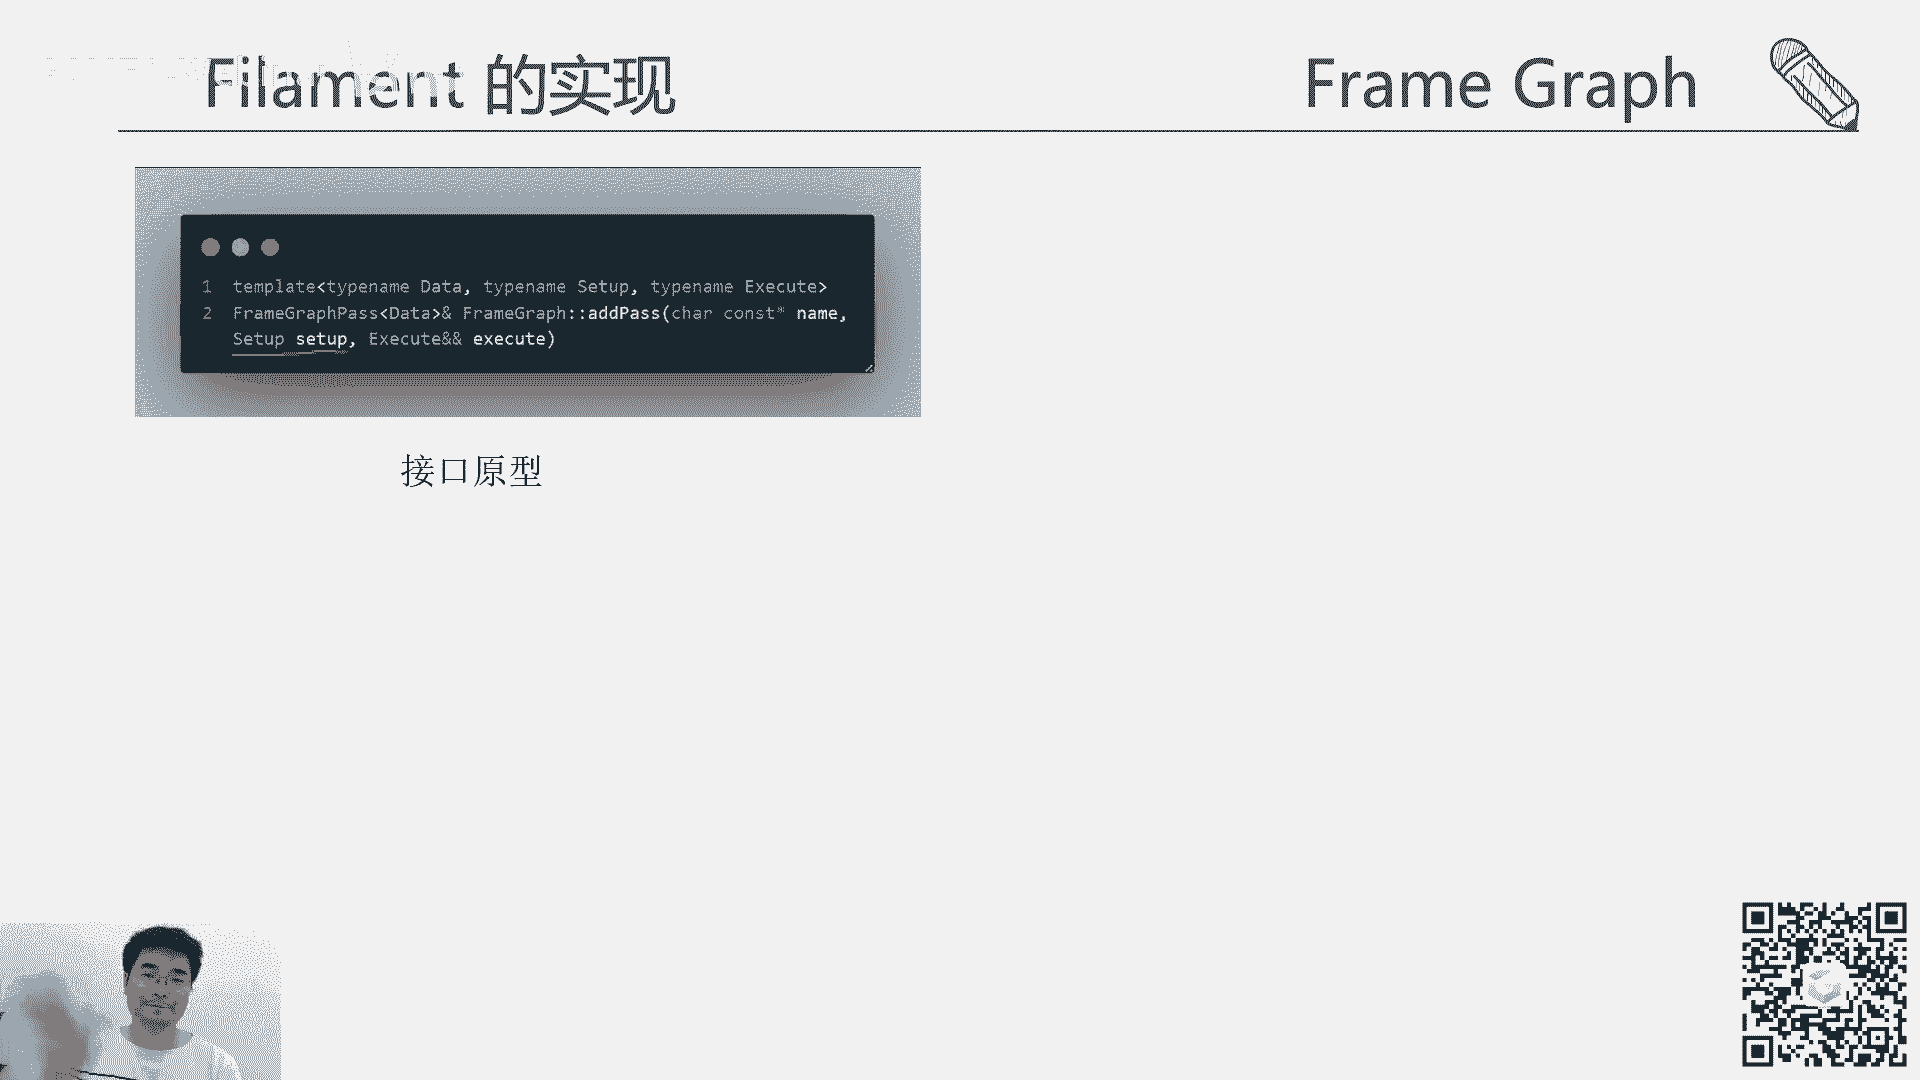 Filament 的实现
Frame Graph
1 template<typename Data, typename Setup, typename Execute>
2 FrameGraphPass<Data>& FrameGraph::addPass(char const* name,
Setup setup, Execute&& execute)
接口原型